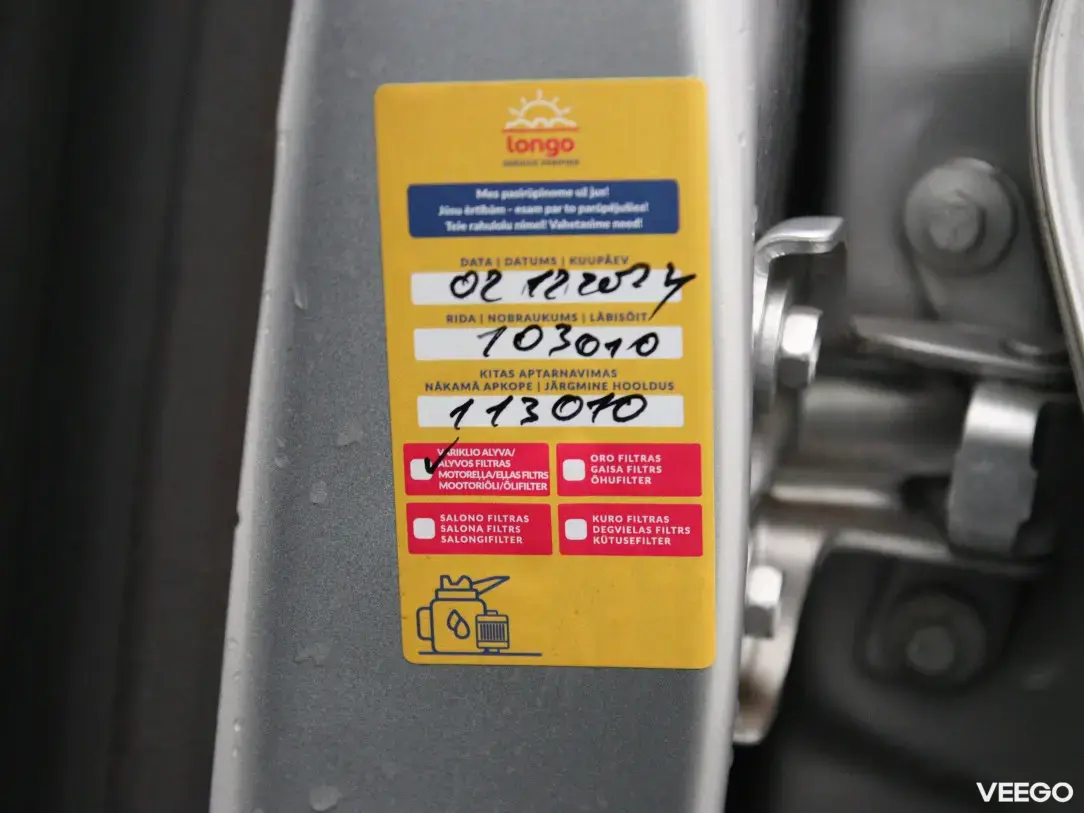 longo
Mes pasirūpinome už jus!
Jūsu ērtībām - esam par to parūpējušies!
Teie rahulolu nimel! Vahetasime need!
DATA | DATUMS | KUUPÄEV
02 12 2024
RIDA | NOBRAUKUMS | LÄBISÕIT
103010
KITAS APTARNAVIMAS
NĀKAMĀ APKOPE | JÄRGMINE HOOLDUS
113010
VARIKLIO ALYVA/
ALYVOS FILTRAS
MOTOREĻĻA/EĻĻAS FILTRS
MOOTORIÕLI/ÕLIFILTER
ORO FILTRAS
GAISA FILTRS
ÕHUFILTER
SALONO FILTRAS
SALONA FILTRS
SALONGIFILTER
KURO FILTRAS
DEGVIELAS FILTRS
KÜTUSEFILTER
VEEGO